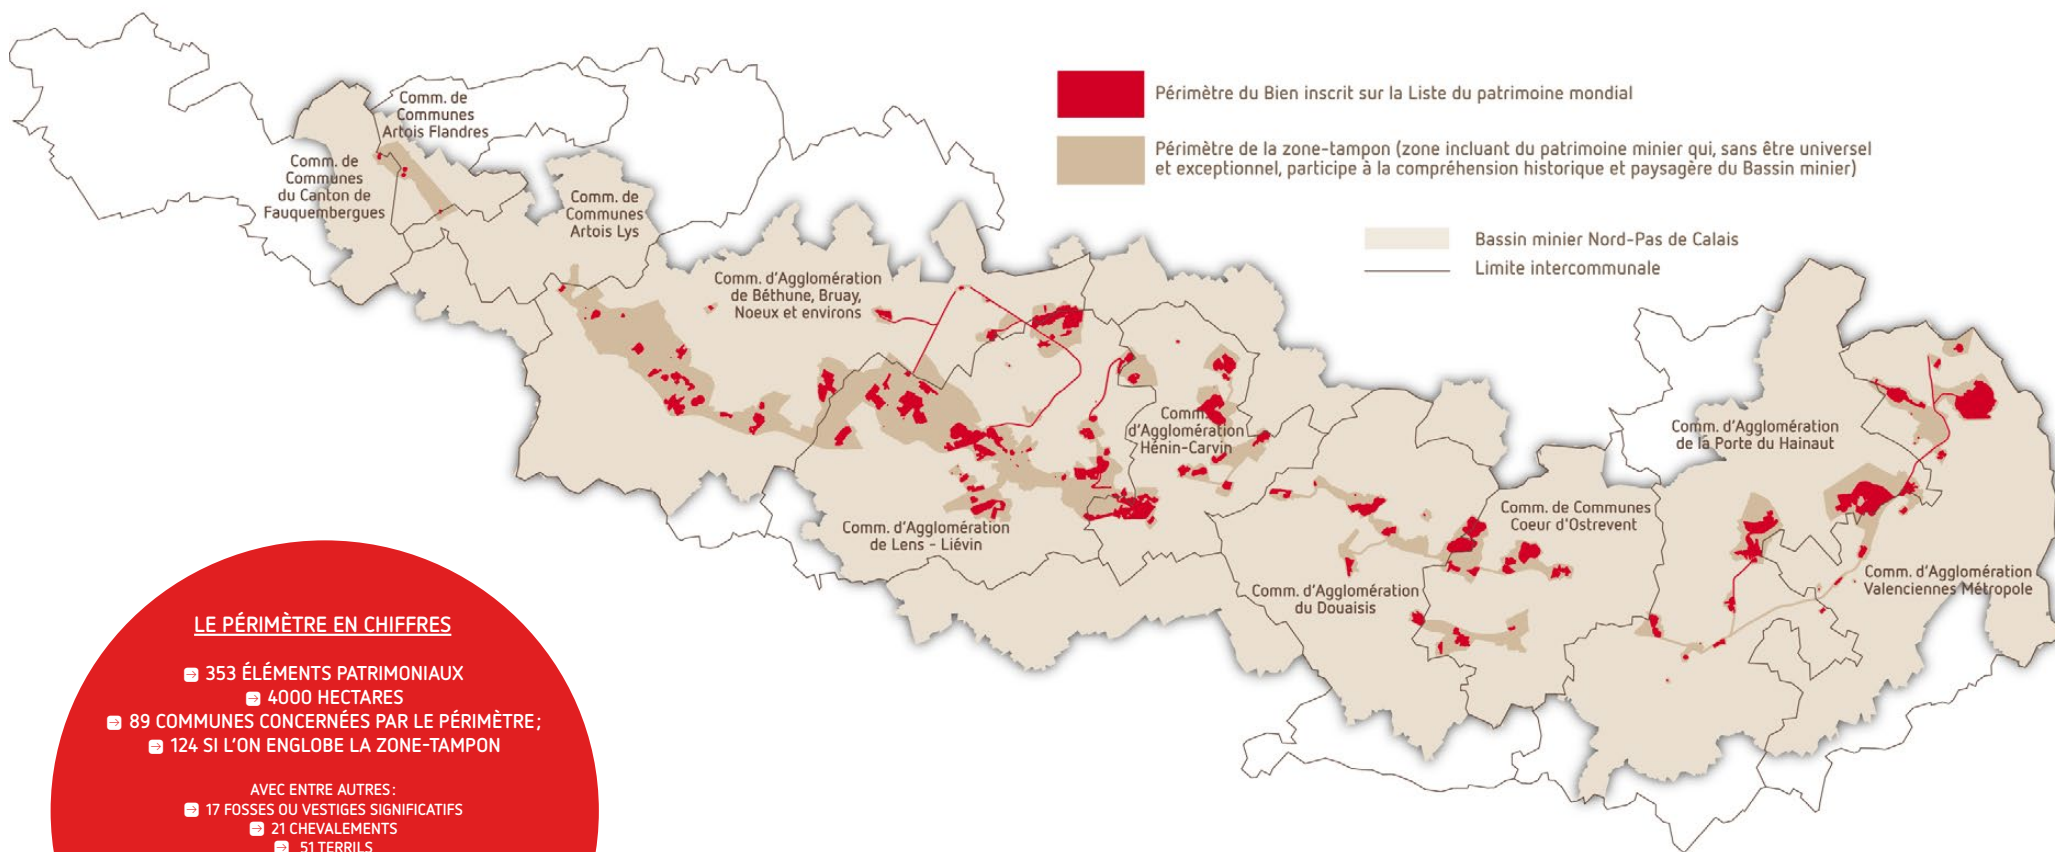 Comm. de
Communes
Artois Flandres
Comm. de
Communes
du Canton de
Fauquembergues
Comm. de
Communes
Artois Lys
Comm. d'Agglomération
de Béthune, Bruay,
Noeux et environs
Périmètre du Bien inscrit sur la Liste du patrimoine mondial
Périmètre de la zone-tampon (zone incluant du patrimoine minier qui, sans être universel
et exceptionnel, participe à la compréhension historique et paysagère du Bassin minier)
Bassin minier Nord-Pas de Calais
Limite intercommunale
Comm.
d'Agglomération
Hénin-Carvin
Comm. d'Agglomération
de la Porte du Hainaut
Comm. d'Agglomération
de Lens - Liévin
Comm. de Communes
Coeur d'Ostrevent
Comm. d'Agglomération
du Douaisis
Comm. d'Agglomération
Valenciennes Métropole
LE PÉRIMÈTRE EN CHIFFRES
353 ÉLÉMENTS PATRIMONIAUX
4000 HECTARES
89 COMMUNES CONCERNÉES PAR LE PÉRIMÈTRE;
124 SI L'ON ENGLOBE LA ZONE-TAMPON
AVEC ENTRE AUTRES:
17 FOSSES OU VESTIGES SIGNIFICATIFS
21 CHEVALEMENTS
51 TERRILS